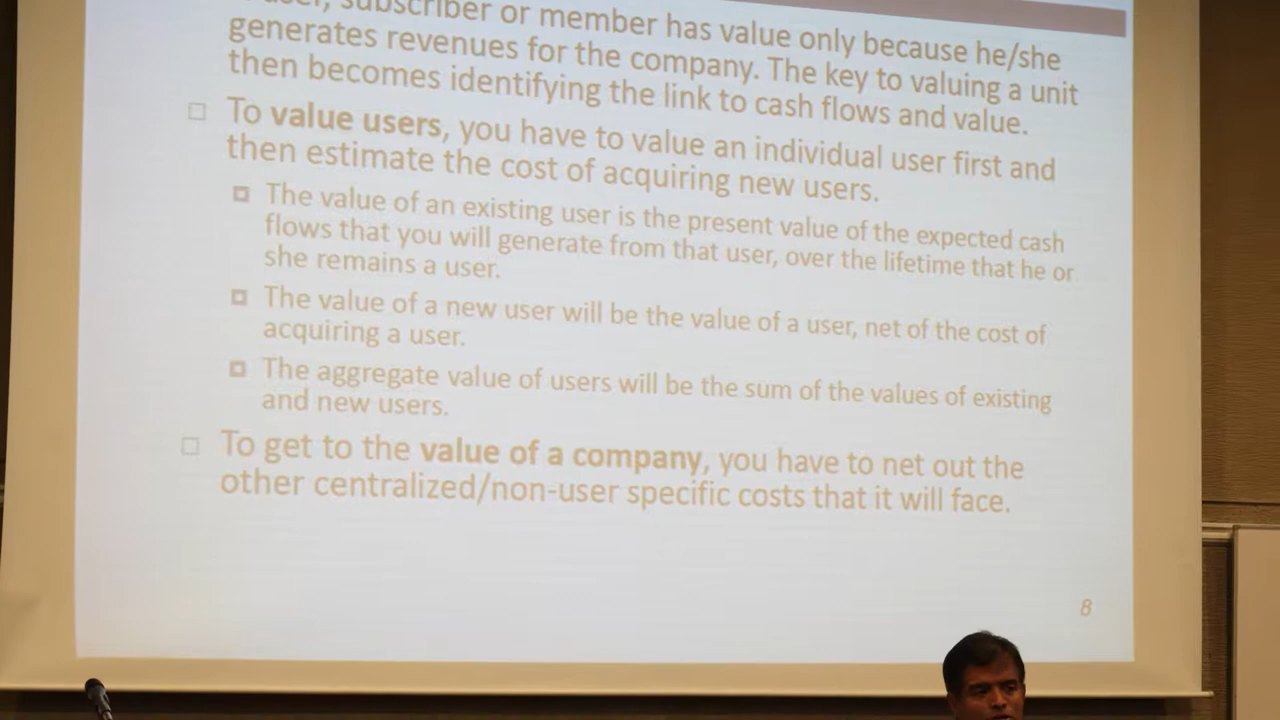 subscriber or member has value only because he/she
generates revenues for the company. The key to valuing a unit
then becomes identifying the link to cash flows and value.
To value users, you have to value an individual user first and
then estimate the cost of acquiring new users.
The value of an existing user is the present value of the expected cash
flows that you will generate from that user, over the lifetime that he or
she remains a user.
The value of a new user will be the value of a user, net of the cost of
acquiring a user.
The aggregate value of users will be the sum of the values of existing
and new users.
To get to the value of a company, you have to net out the
other centralized/non-user specific costs that it will face.
8